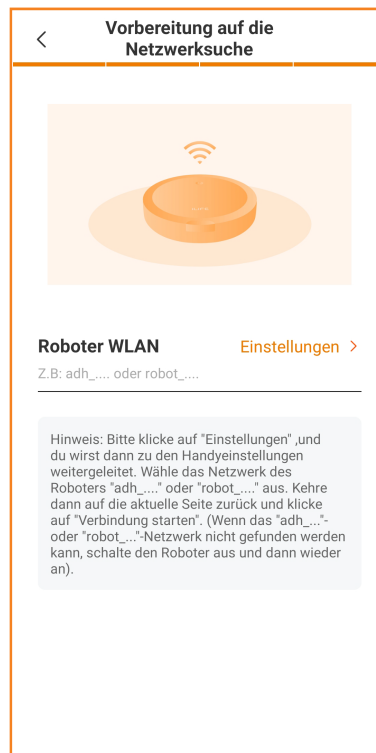 Vorbereitung auf die
Netzwerksuche
Roboter WLAN
Einstellungen
Z.B: adh_.... oder robot_....
Hinweis: Bitte klicke auf "Einstellungen" ,und
du wirst dann zu den Handyeinstellungen
weitergeleitet. Wähle das Netzwerk des
Roboters "adh_...." oder "robot_...." aus. Kehre
dann auf die aktuelle Seite zurück und klicke
auf "Verbindung starten". (Wenn das "adh_..."-
oder "robot_..."-Netzwerk nicht gefunden werden
kann, schalte den Roboter aus und dann wieder
an).